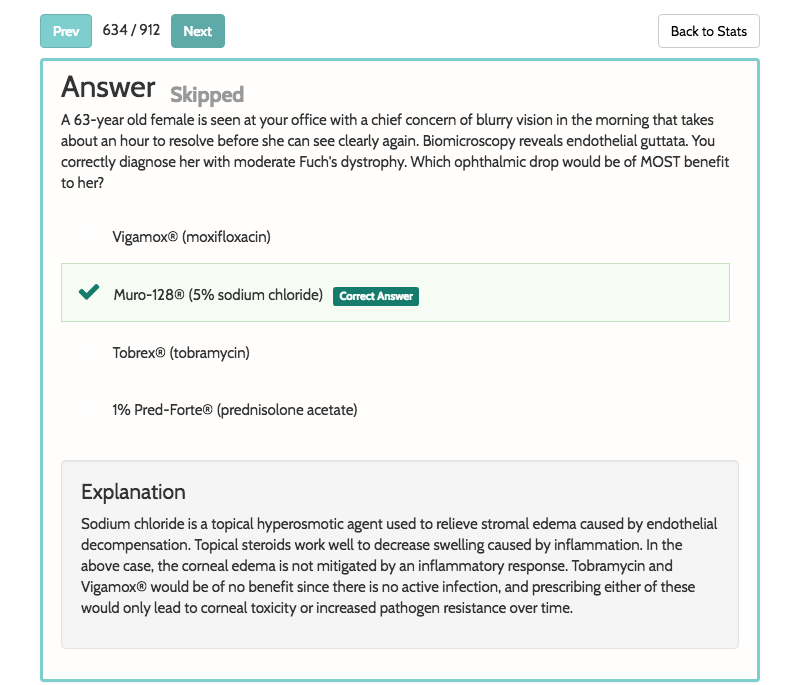 Prev 634 / 912 Next Back to Stats
Answer Skipped
A 63-year old female is seen at your office with a chief concern of blurry vision in the morning that takes
about an hour to resolve before she can see clearly again. Biomicroscopy reveals endothelial guttata. You
correctly diagnose her with moderate Fuch's dystrophy. Which ophthalmic drop would be of MOST benefit
to her?
Vigamox® (moxifloxacin)
Muro-128® (5% sodium chloride) Correct Answer
Tobrex® (tobramycin)
1% Pred-Forte® (prednisolone acetate)
Explanation
Sodium chloride is a topical hyperosmotic agent used to relieve stromal edema caused by endothelial
decompensation. Topical steroids work well to decrease swelling caused by inflammation. In the
above case, the corneal edema is not mitigated by an inflammatory response. Tobramycin and
Vigamox® would be of no benefit since there is no active infection, and prescribing either of these
would only lead to corneal toxicity or increased pathogen resistance over time.